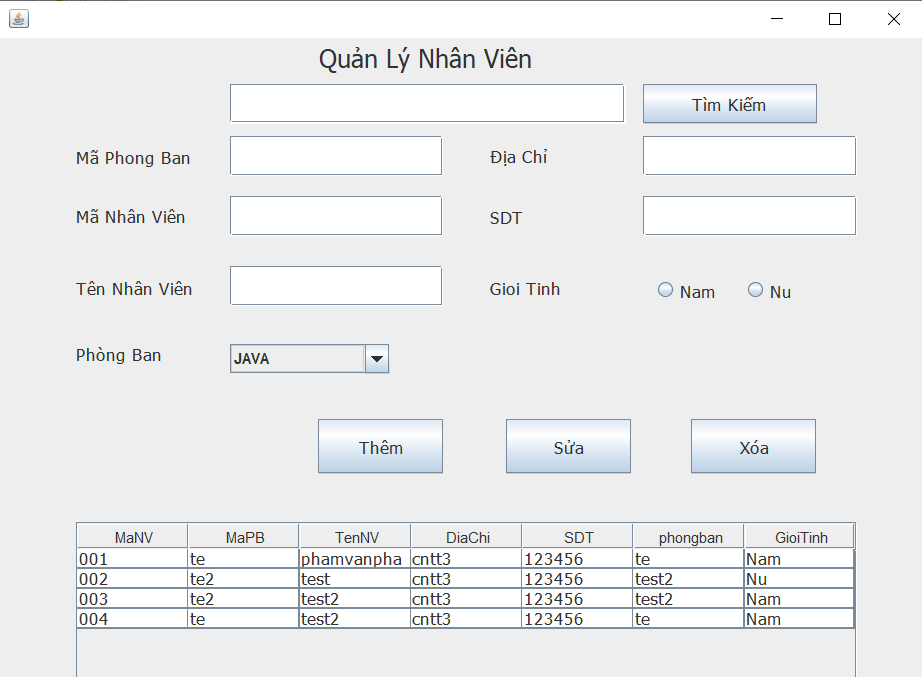 Quản Lý Nhân Viên
Tìm Kiếm
Mã Phong Ban Địa Chỉ
Mã Nhân Viên SDT
Tên Nhân Viên Gioi Tinh Nam Nu
Phòng Ban JAVA
Thêm Sửa Xóa
MaNV MaPB TenNV DiaChi SDT phongban GioiTinh
001 te phamvanpha cntt3 123456 te Nam
002 te2 test cntt3 123456 test2 Nu
003 te2 test2 cntt3 123456 test2 Nam
004 te test2 cntt3 123456 te Nam